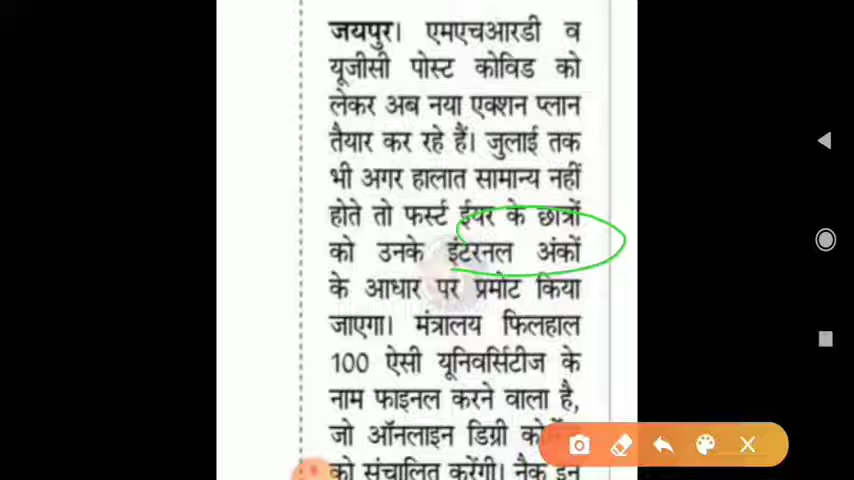 जयपुर। एमएचआरडी व
यूजीसी पोस्ट कोविड को
लेकर अब नया एक्शन प्लान
तैयार कर रहे हैं। जुलाई तक
भी अगर हालात सामान्य नहीं
होते तो फर्स्ट ईयर के छात्रों
को उनके इंटरनल अंकों
के आधार पर प्रमोट किया
जाएगा। मंत्रालय फिलहाल
100 ऐसी यूनिवर्सिटीज के
नाम फाइनल करने वाला है,
जो ऑनलाइन डिग्री
को संचालित करेंगी। नैक इन